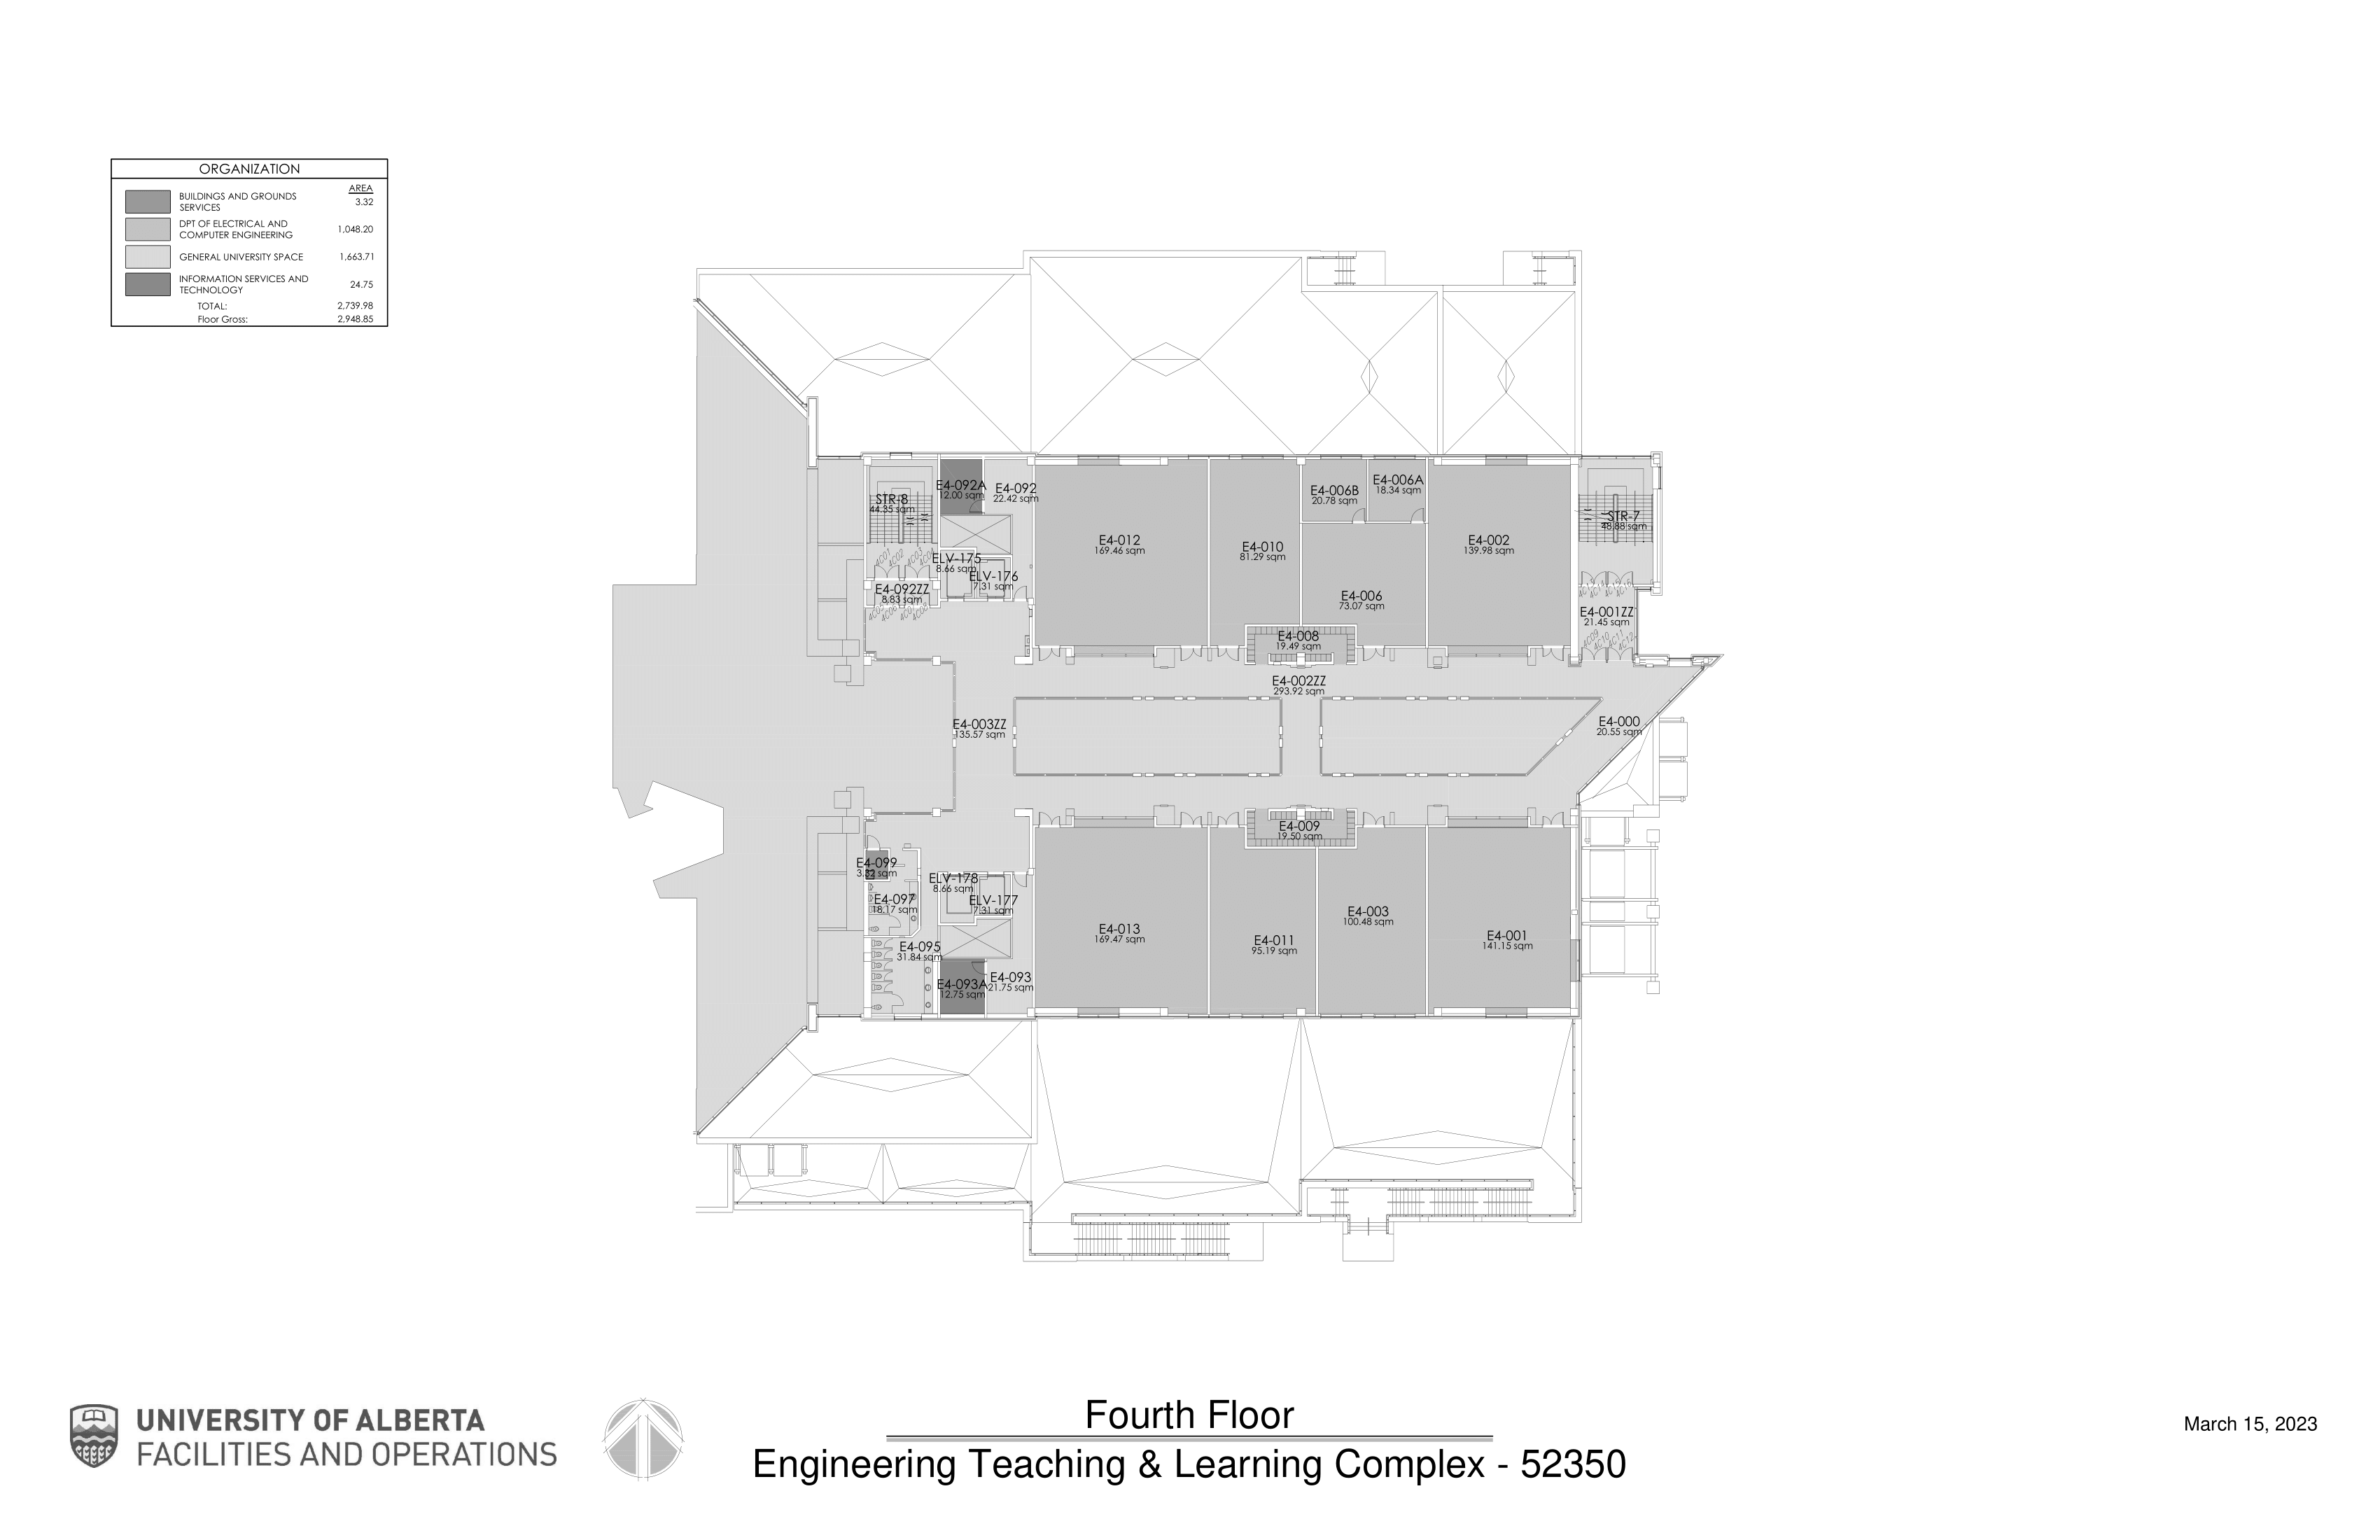 ORGANIZATION
AREA
BUILDINGS AND GROUNDS
SERVICES
3.32
DPT OF ELECTRICAL AND
COMPUTER ENGINEERING
1,048.20
GENERAL UNIVERSITY SPACE
1,663.71
INFORMATION SERVICES AND
TECHNOLOGY
24.75
TOTAL:
2,739.98
Floor Gross:
2,948.85
STR-8
44.35 sqm
E4-092A
12.00 sqm
E4-092
22.42 sqm
ELV-175
8.66 sqm
ELV-176
7.31 sqm
E4-092ZZ
8.83 sqm
E4-012
169.46 sqm
E4-010
81.29 sqm
E4-006B
20.78 sqm
E4-006A
18.34 sqm
E4-006
73.07 sqm
E4-008
19.49 sqm
E4-002
139.98 sqm
STR-7
48.88 sqm
E4-001ZZ
21.45 sqm
E4-002ZZ
293.92 sqm
E4-003ZZ
135.57 sqm
E4-000
20.55 sqm
E4-009
19.50 sqm
E4-099
3.32 sqm
E4-097
18.17 sqm
ELV-178
8.66 sqm
ELV-177
7.31 sqm
E4-095
31.84 sqm
E4-093A
12.75 sqm
E4-093
21.75 sqm
E4-013
169.47 sqm
E4-011
95.19 sqm
E4-003
100.48 sqm
E4-001
141.15 sqm
UNIVERSITY OF ALBERTA
FACILITIES AND OPERATIONS
Fourth Floor
Engineering Teaching & Learning Complex - 52350
March 15, 2023